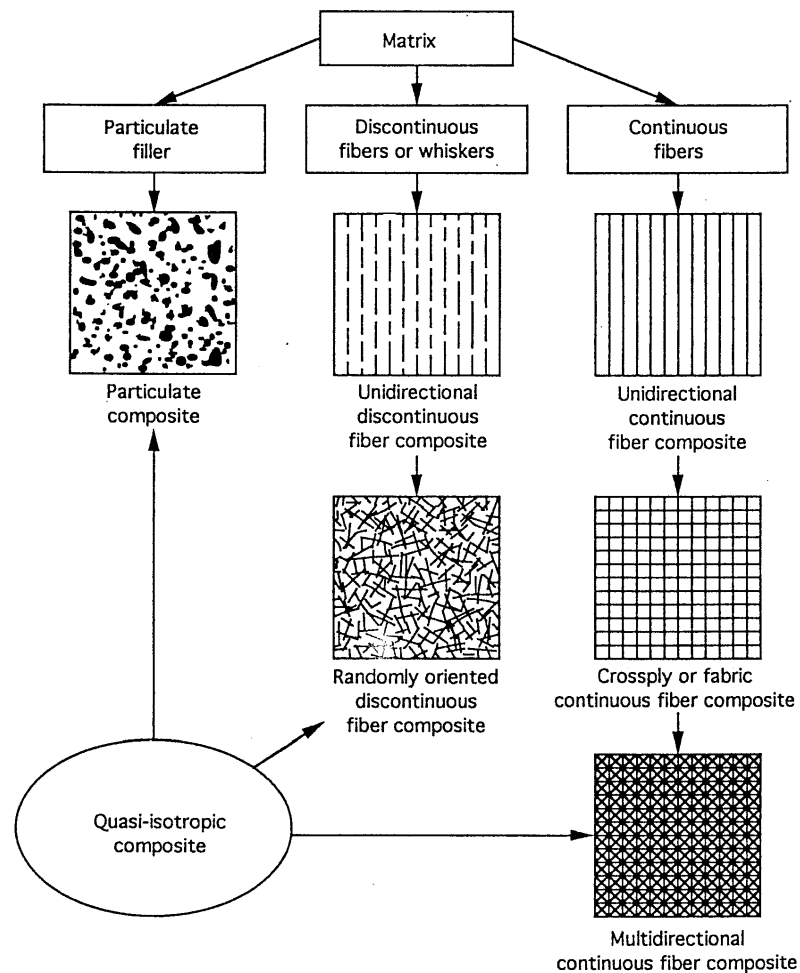 Matrix
Particulate
filler
Discontinuous
fibers or whiskers
Continuous
fibers
Particulate
composite
Unidirectional
discontinuous
fiber composite
Unidirectional
continuous
fiber composite
Randomly oriented
discontinuous
fiber composite
Crossply or fabric
continuous fiber composite
Quasi-isotropic
composite
Multidirectional
continuous fiber composite